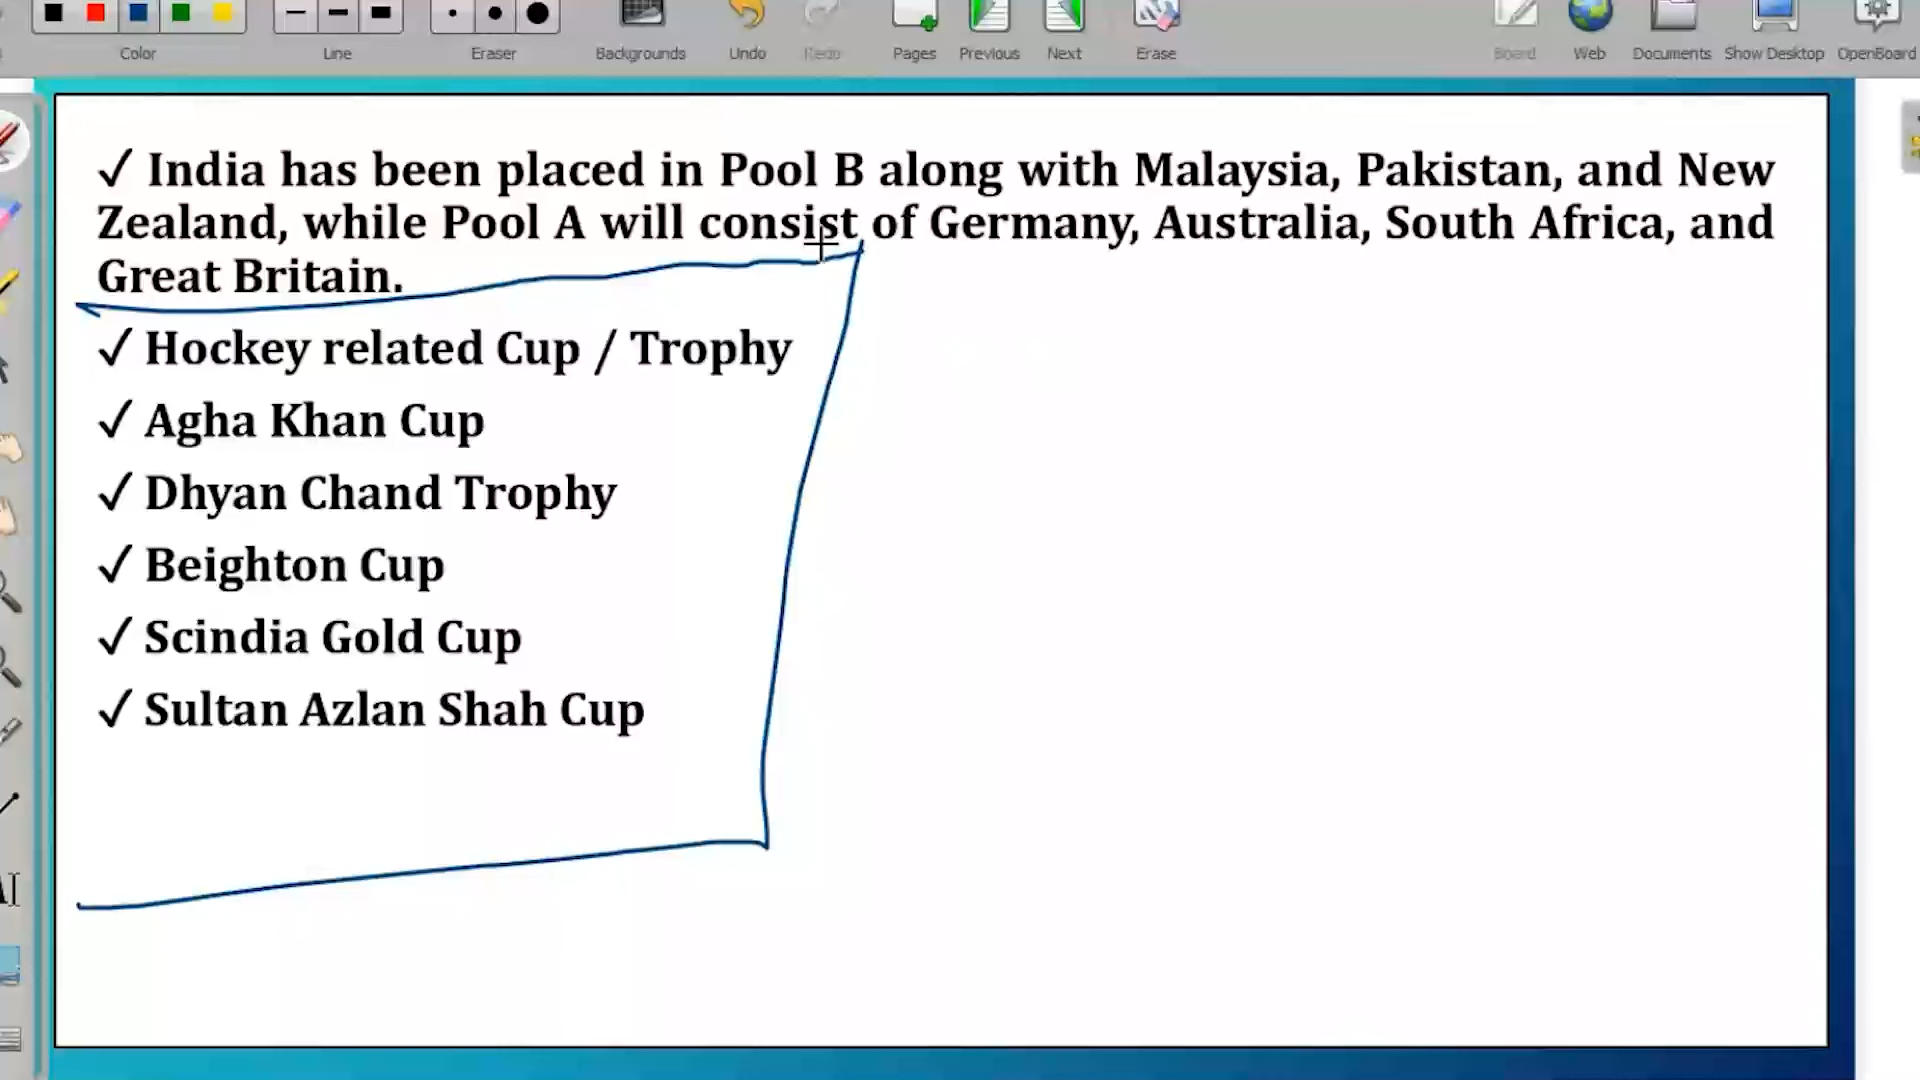 Color Line Eraser Backgrounds Undo Redo Pages Previous Next Erase Board Web Documents Show Desktop OpenBoard
✓ India has been placed in Pool B along with Malaysia, Pakistan, and New
Zealand, while Pool A will consist of Germany, Australia, South Africa, and
Great Britain.
✓ Hockey related Cup / Trophy
✓ Agha Khan Cup
✓ Dhyan Chand Trophy
✓ Beighton Cup
✓ Scindia Gold Cup
✓ Sultan Azlan Shah Cup